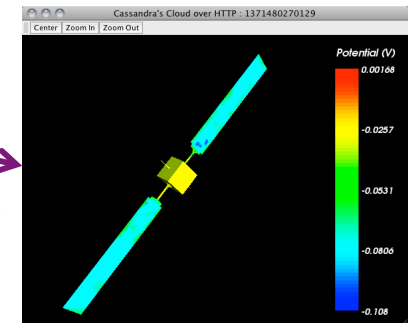 Cassandra's Cloud over HTTP : 1371480270129
Center Zoom In Zoom Out
Potential (V)
0.00168
-0.0257
-0.0531
-0.0806
-0.108